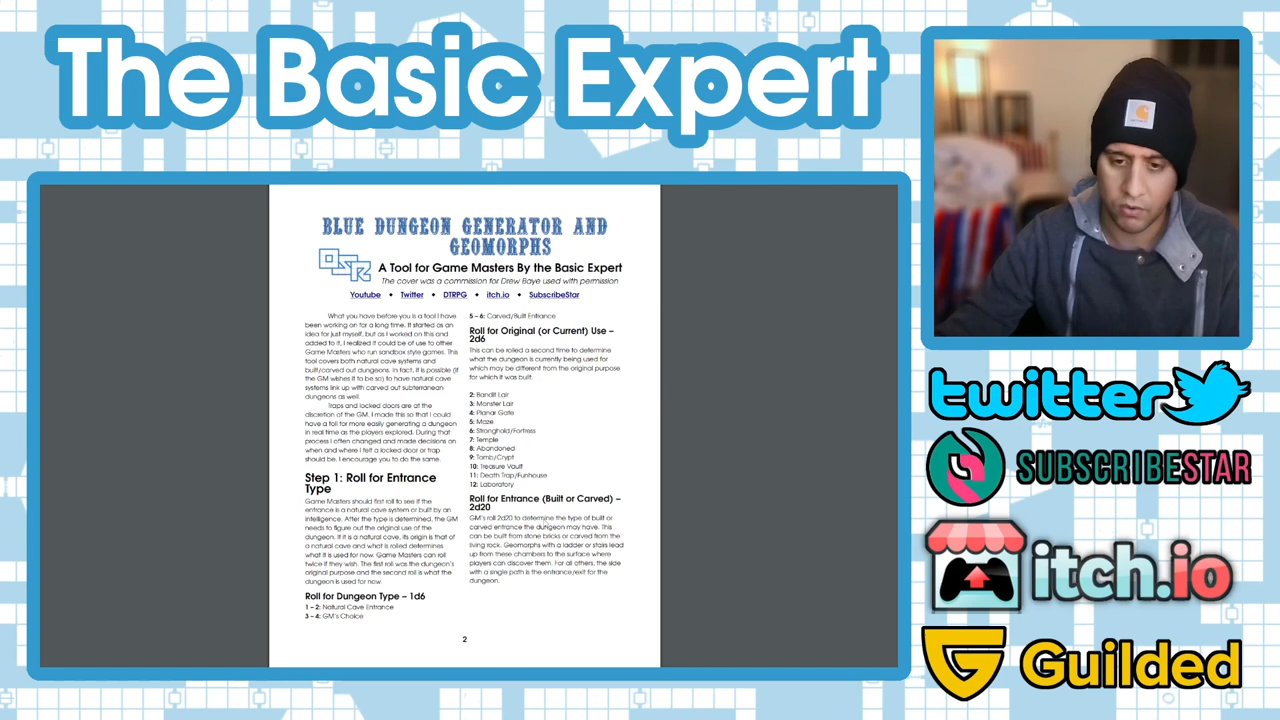 The Basic Expert
BLUE DUNGEON GENERATOR AND
GEOMORPHS
OSR
A Tool for Game Masters By the Basic Expert
The cover was a commission for Drew Baye used with permission
Youtube • Twitter • DTRPG • itch.io • SubscribeStar
What you have before you is a tool I have
been working on for a long time. It started as an
idea for just myself, but as I worked on this and
added to it, I realized it could be of use to other
Game Masters who run sandbox style games. This
tool covers both natural cave systems and
built/carved out dungeons. In fact, it is possible (if
the GM wishes it to be so) to have natural cave
systems link up with carved out subterranean
dungeons as well.
Traps and locked doors are at the
discretion of the GM. I made this so that I could
have a tool for more easily generating a dungeon
in real time as the players explored. During that
process I often changed and made decisions on
when and where I felt a locked door or trap
should be. I encourage you to do the same.
Step 1: Roll for Entrance
Type
Game Masters should first roll to see if the
entrance is a natural cave system or built by an
intelligence. After the type is determined, the GM
needs to figure out the original use of the
dungeon. If it is a natural cave, its origin is that of
a natural cave and what is rolled determines
what it is used for now. Game Masters can roll
twice if they wish. The first roll was the dungeon's
original purpose and the second roll is what the
dungeon is used for now.
Roll for Dungeon Type – 1d6
1 – 2: Natural Cave Entrance
3 – 4: GM's Choice
5 – 6: Carved/Built Entrance
Roll for Original (or Current) Use –
2d6
This can be rolled a second time to determine
what the dungeon is currently being used for
which may be different from the original purpose
for which it was built.
2: Bandit Lair
3: Monster Lair
4: Planar Gate
5: Maze
6: Stronghold/Fortress
7: Temple
8: Abandoned
9: Tomb/Crypt
10: Treasure Vault
11: Death Trap/Funhouse
12: Laboratory
Roll for Entrance (Built or Carved) –
2d20
GM's roll 2d20 to determine the type of built or
carved entrance the dungeon may have. This
can be built from stone bricks or carved from the
living rock. Geomorphs with a ladder or stairs lead
up from these chambers to the surface where
players can discover them. For all others, the side
with a single path is the entrance/exit for the
dungeon.
2
twitter
SUBSCRIBESTAR
itch.io
Guilded